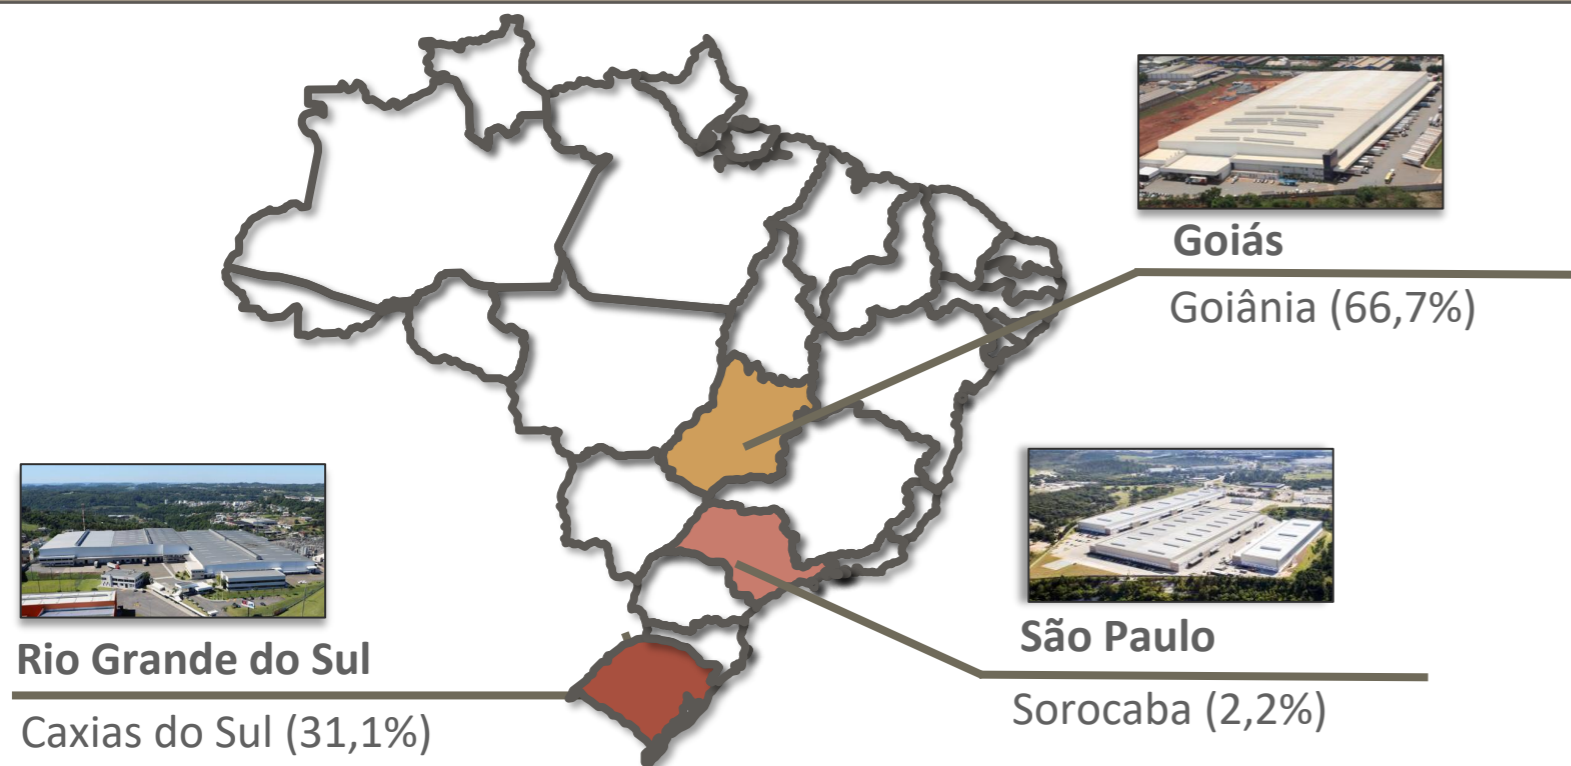 Goiás
Goiânia (66,7%)
São Paulo
Sorocaba (2,2%)
Rio Grande do Sul
Caxias do Sul (31,1%)